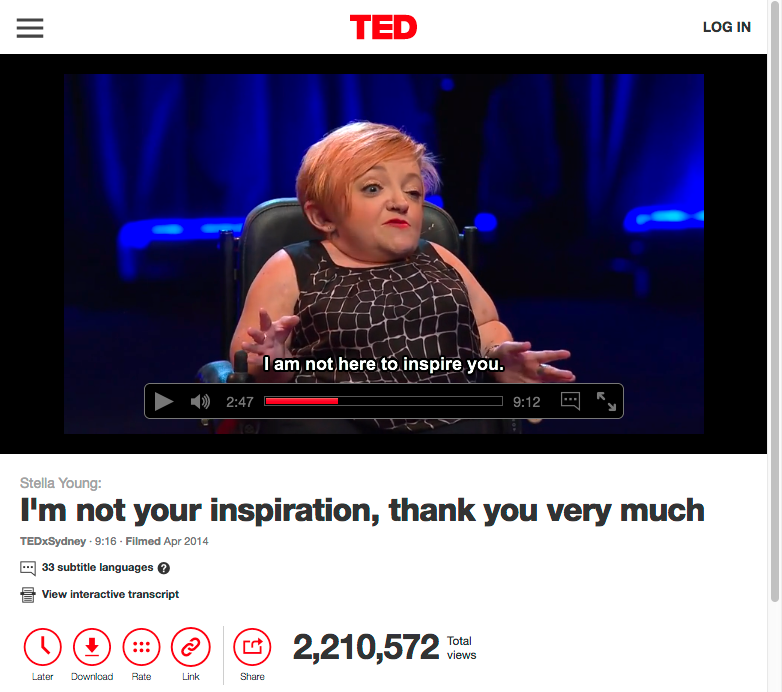 TED
LOG IN
I am not here to inspire you.
2:47
9:12
Stella Young:
I'm not your inspiration, thank you very much
TEDxSydney · 9:16 · Filmed Apr 2014
33 subtitle languages ?
View interactive transcript
2,210,572 Total views
Later Download Rate Link Share